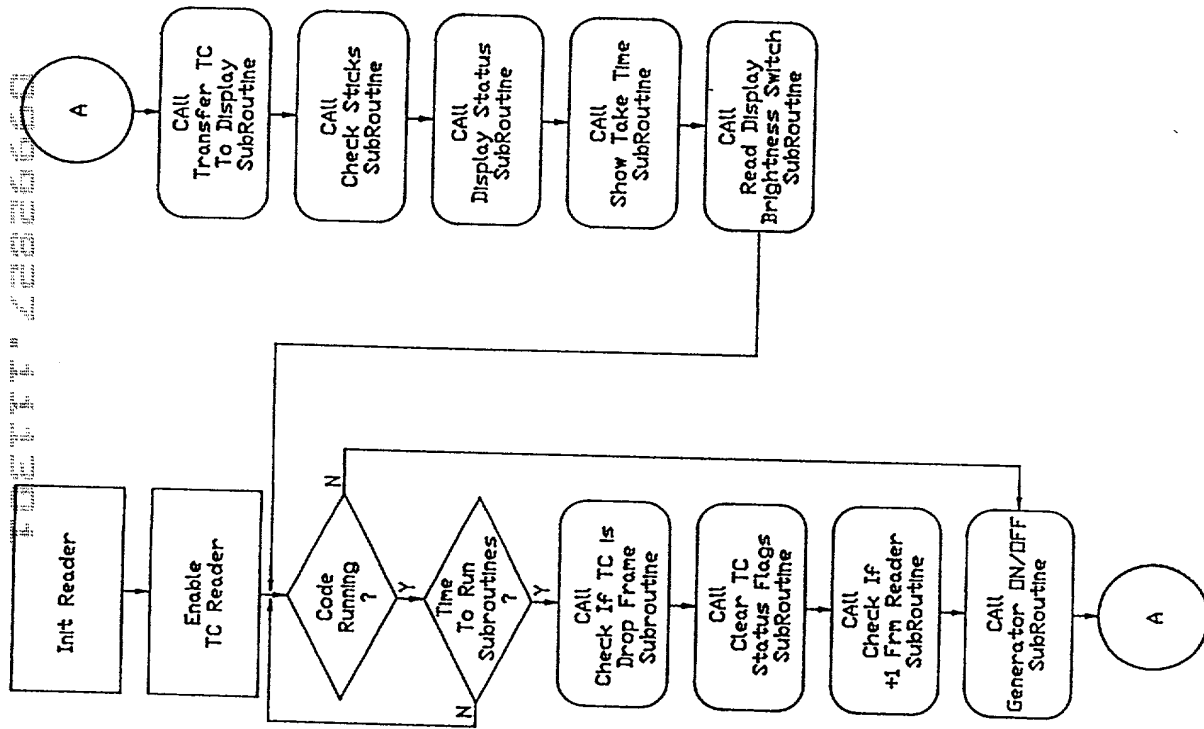 Init Reader
Enable
TC Reader
Code
Running
?
N
Y
Time
To Run
Subroutines
?
N
Y
CAll
Check If TC Is
Drop Frame
Subroutine
CAll
Clear TC
Status Flags
SubRoutine
CAll
Check If
+1 Frm Reader
SubRoutine
CAll
Generator ON/OFF
SubRoutine
A
A
CAll
Transfer TC
To Display
SubRoutine
CAll
Check Sticks
SubRoutine
CAll
Display Status
SubRoutine
CAll
Show Take Time
SubRoutine
CAll
Read Display
Brightness Switch
SubRoutine